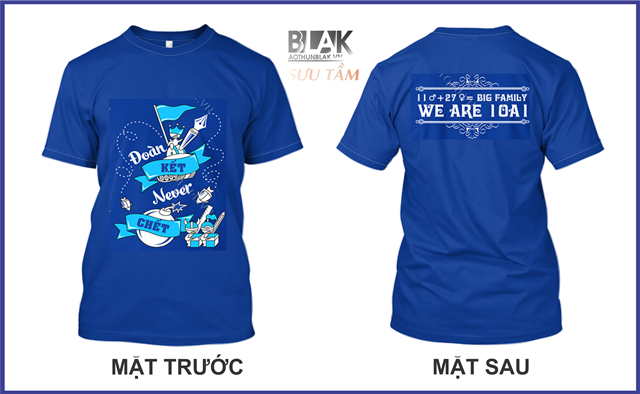 BLAK
AOTHUNBLAK.VN
SƯU TẦM
Đoàn
KẾT
Never
CHẾT
11♂+27♀= BIG FAMILY
WE ARE 10A1
MẶT TRƯỚC
MẶT SAU